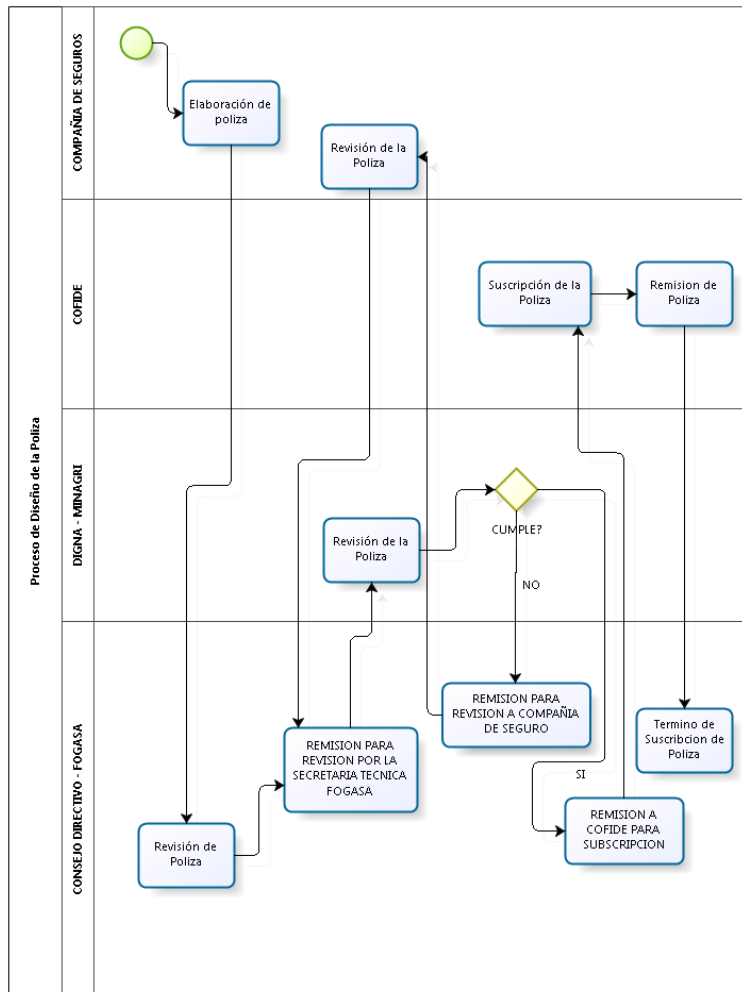 Proceso de Diseño de la Poliza
COMPAÑIA DE SEGUROS
Elaboración de
poliza
Revisión de la
Poliza
COFIDE
Suscripción de la
Poliza
Remision de
Poliza
DIGNA - MINAGRI
Revisión de la
Poliza
CUMPLE?
NO
SI
CONSEJO DIRECTIVO - FOGASA
REMISION PARA
REVISION A COMPAÑIA
DE SEGURO
Termino de
Suscribcion de
Poliza
REMISION PARA
REVISION POR LA
SECRETARIA TECNICA
FOGASA
REMISION A
COFIDE PARA
SUBSCRIPCION
Revisión de
Poliza